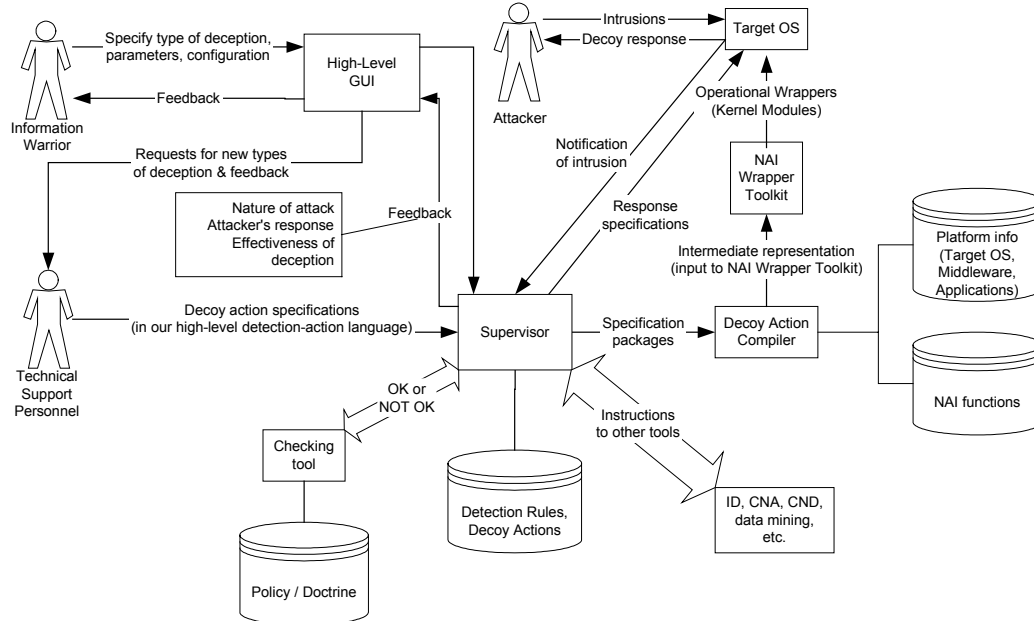 Specify type of deception,
parameters, configuration
High-Level
GUI
Feedback
Information
Warrior
Intrusions
Decoy response
Target OS
Attacker
Operational Wrappers
(Kernel Modules)
Requests for new types
of deception & feedback
Notification
of intrusion
NAI
Wrapper
Toolkit
Nature of attack
Attacker's response
Effectiveness of
deception
Feedback
Response
specifications
Platform info
(Target OS,
Middleware,
Applications)
Intermediate representation
(input to NAI Wrapper Toolkit)
Decoy action specifications
(in our high-level detection-action language)
Supervisor
Specification
packages
Decoy Action
Compiler
Technical
Support
Personnel
OK or
NOT OK
NAI functions
Instructions
to other tools
Checking
tool
Detection Rules,
Decoy Actions
ID, CNA, CND,
data mining,
etc.
Policy / Doctrine